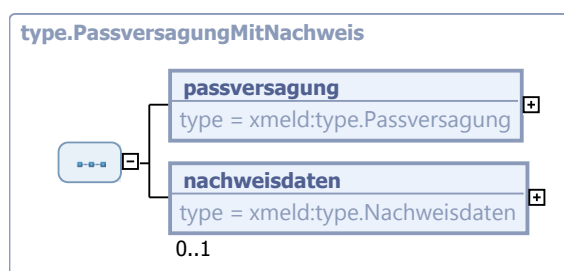 type.PassversagungMitNachweis
passversagung
type = xmeld:type.Passversagung
nachweisdaten
type = xmeld:type.Nachweisdaten
0..1